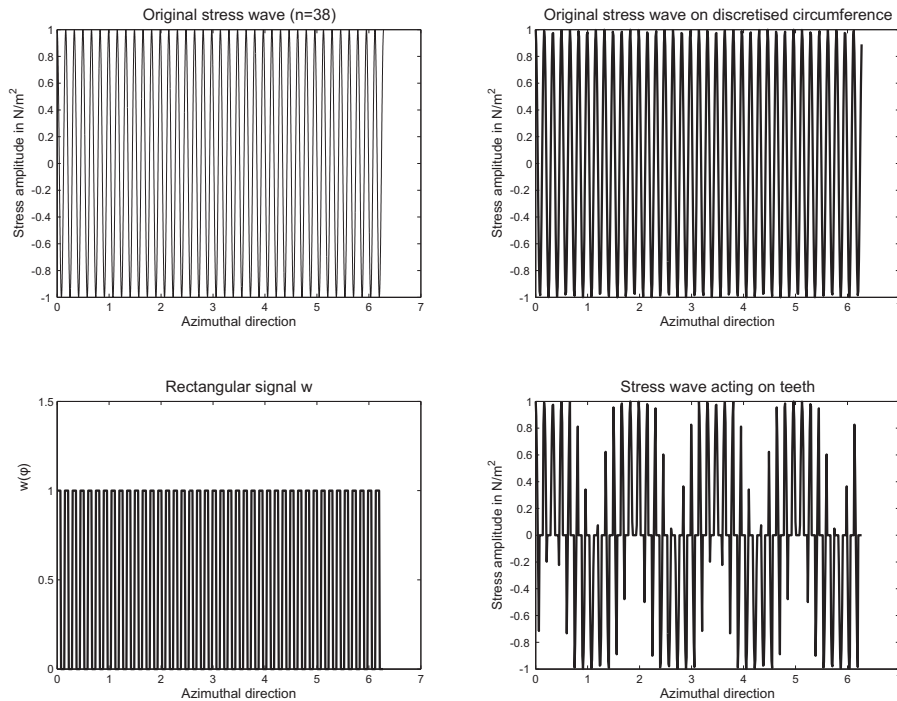 Original stress wave (n=38)
Stress amplitude in N/m²
1
0.8
0.6
0.4
0.2
0
-0.2
-0.4
-0.6
-0.8
-1
0 1 2 3 4 5 6 7
Azimuthal direction
Original stress wave on discretised circumference
Stress amplitude in N/m²
1
0.8
0.6
0.4
0.2
0
-0.2
-0.4
-0.6
-0.8
-1
0 1 2 3 4 5 6
Azimuthal direction
Rectangular signal w
w(φ)
1.5
1
0.5
0
0 1 2 3 4 5 6 7
Azimuthal direction
Stress wave acting on teeth
Stress amplitude in N/m²
1
0.8
0.6
0.4
0.2
0
-0.2
-0.4
-0.6
-0.8
-1
0 1 2 3 4 5 6
Azimuthal direction